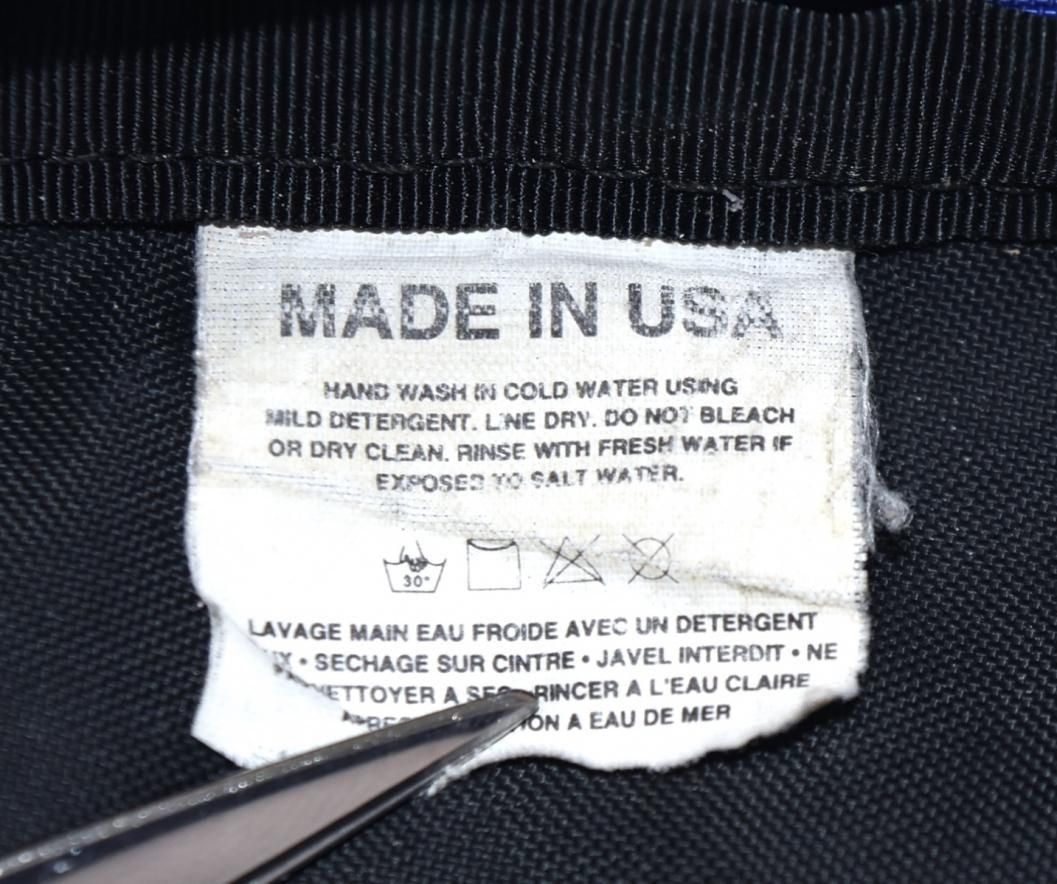 MADE IN USA
HAND WASH IN COLD WATER USING
MILD DETERGENT. LINE DRY. DO NOT BLEACH
OR DRY CLEAN. RINSE WITH FRESH WATER IF
EXPOSED TO SALT WATER.
30°
LAVAGE MAIN EAU FROIDE AVEC UN DETERGENT
• SECHAGE SUR CINTRE • JAVEL INTERDIT • NE
NETTOYER A RINCER A L'EAU CLAIRE
A EAU DE MER